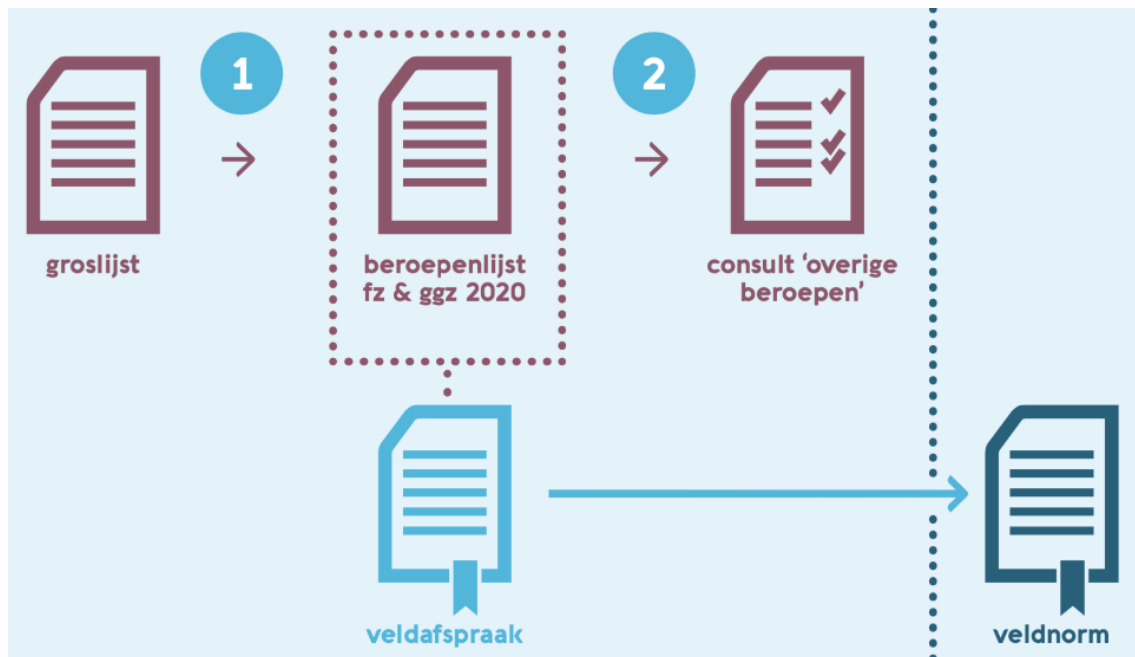 1
2
groslijst
beroepenlijst
fz & ggz 2020
consult ‘overige
beroepen’
veldafspraak
veldnorm